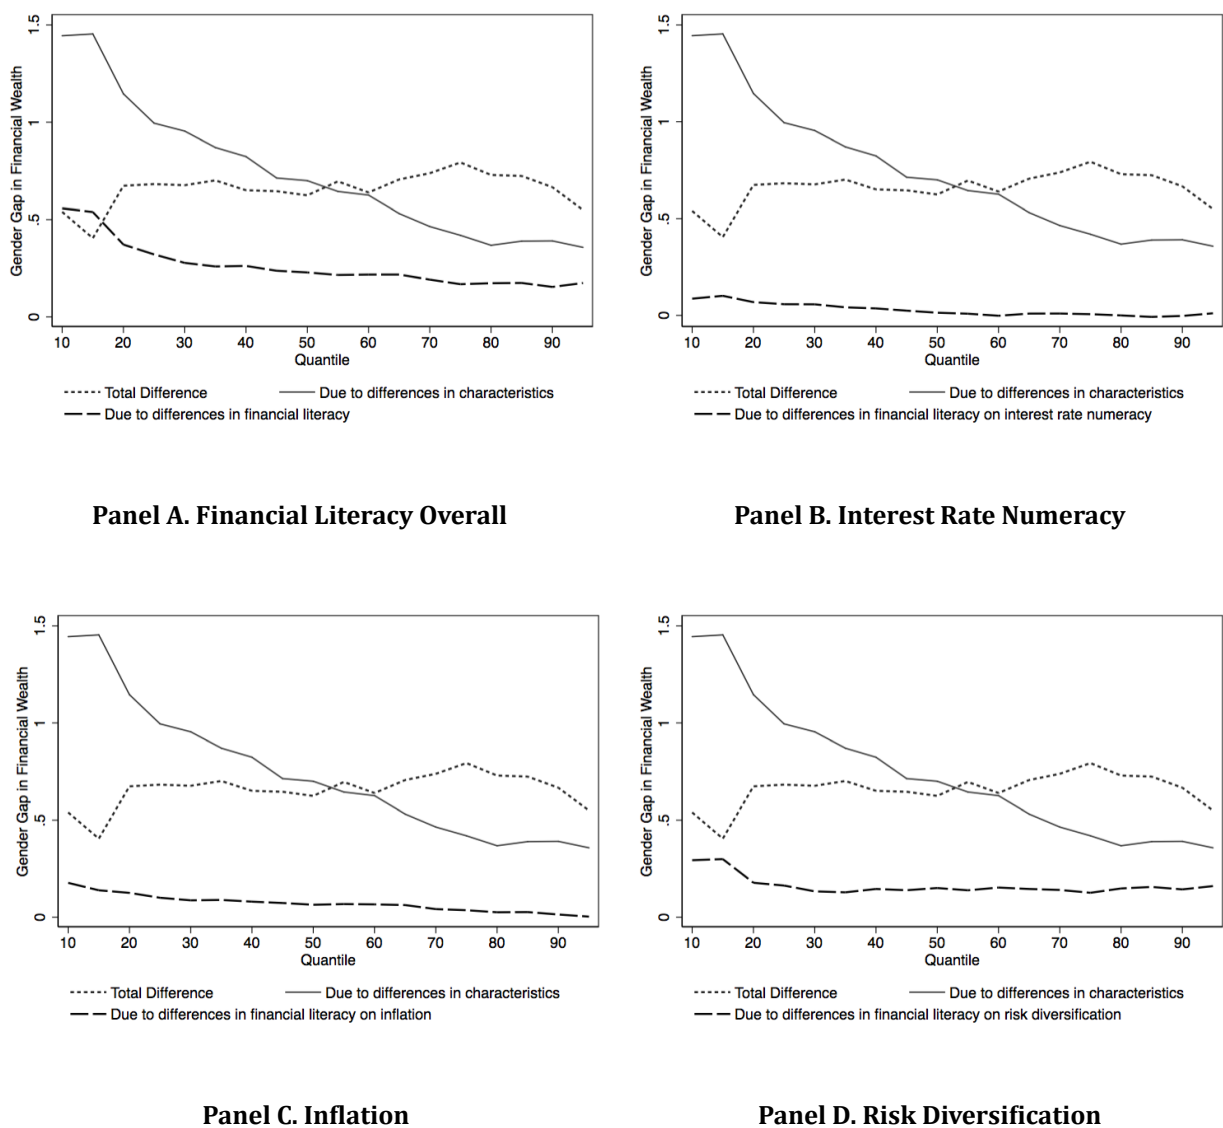 1.5
1
.5
0
Gender Gap in Financial Wealth
10 20 30 40 50 60 70 80 90
Quantile
Total Difference Due to differences in characteristics
Due to differences in financial literacy
Panel A. Financial Literacy Overall
1.5
1
.5
0
Gender Gap in Financial Wealth
10 20 30 40 50 60 70 80 90
Quantile
Total Difference Due to differences in characteristics
Due to differences in financial literacy on interest rate numeracy
Panel B. Interest Rate Numeracy
1.5
1
.5
0
Gender Gap in Financial Wealth
10 20 30 40 50 60 70 80 90
Quantile
Total Difference Due to differences in characteristics
Due to differences in financial literacy on inflation
Panel C. Inflation
1.5
1
.5
0
Gender Gap in Financial Wealth
10 20 30 40 50 60 70 80 90
Quantile
Total Difference Due to differences in characteristics
Due to differences in financial literacy on risk diversification
Panel D. Risk Diversification